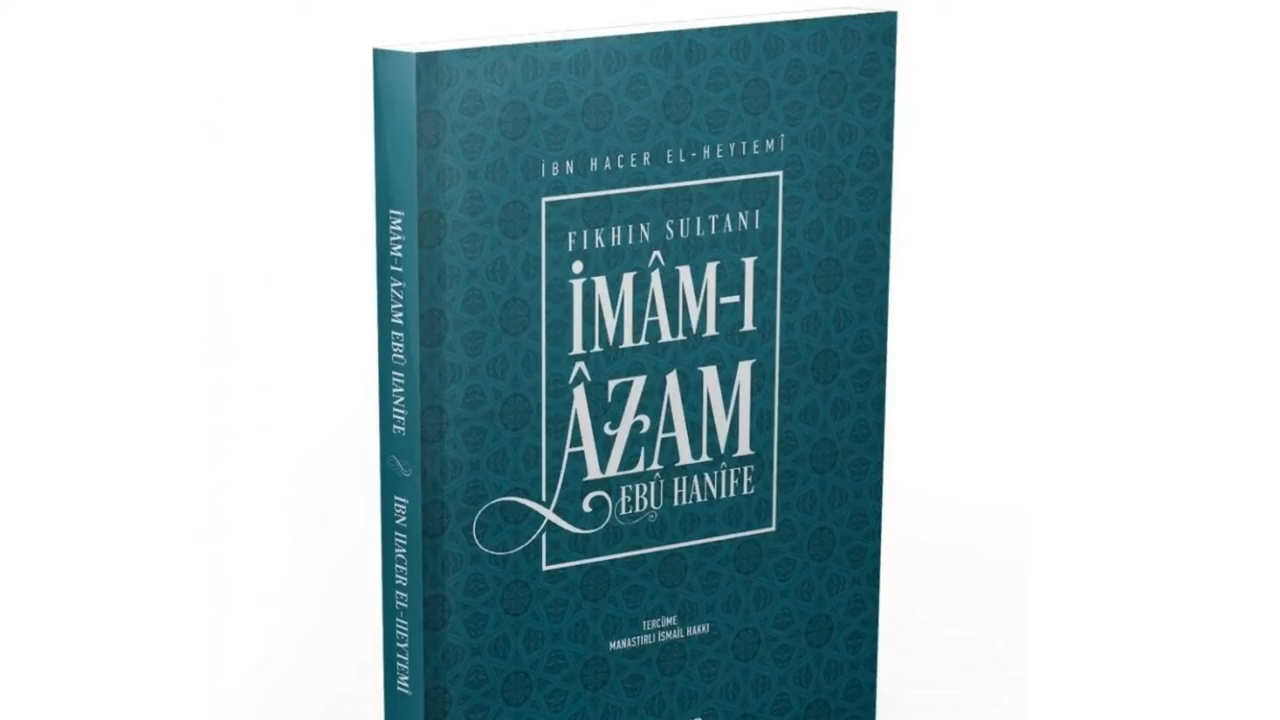 İBN HACER EL-HEYTEMÎ
FIKHIN SULTANI
İMÂM-I
ÂZAM
EBÛ HANÎFE
TERCÜME
MANASTIRLI İSMAİL HAKKI
İMÂM-I ÂZAM EBÛ HANÎFE İBN HACER EL-HEYTEMÎ